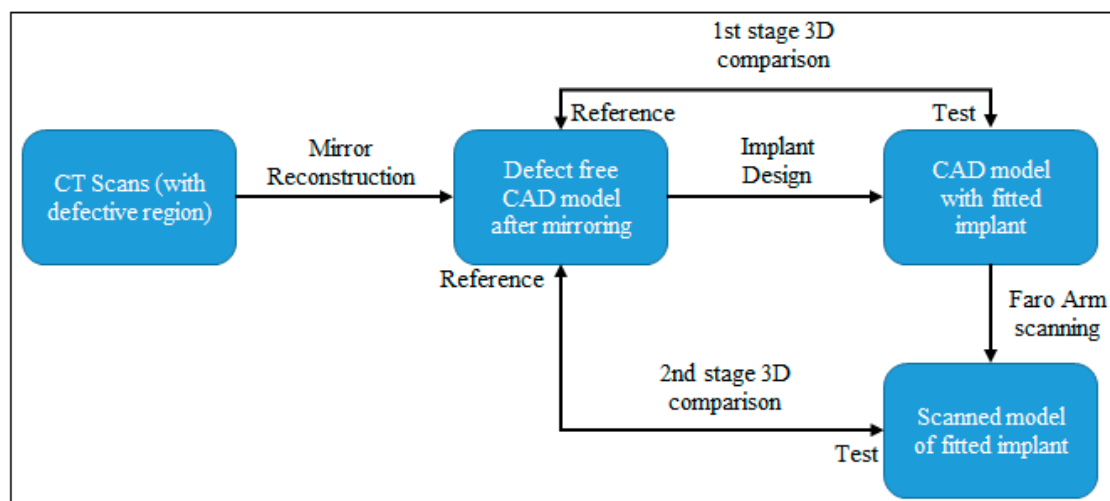 1st stage 3D
comparison
Reference
Test
CT Scans (with
defective region)
Mirror
Reconstruction
Defect free
CAD model
after mirroring
Implant
Design
CAD model
with fitted
implant
Reference
Faro Arm
scanning
2nd stage 3D
comparison
Test
Scanned model
of fitted implant